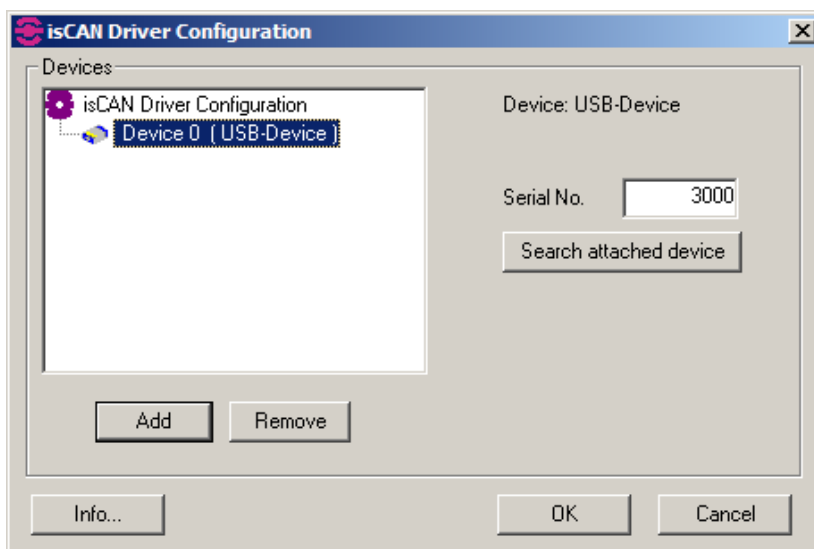 isCAN Driver Configuration
Devices
isCAN Driver Configuration
Device 0 ( USB-Device )
Device: USB-Device
Serial No. 3000
Search attached device
Add Remove
Info... OK Cancel